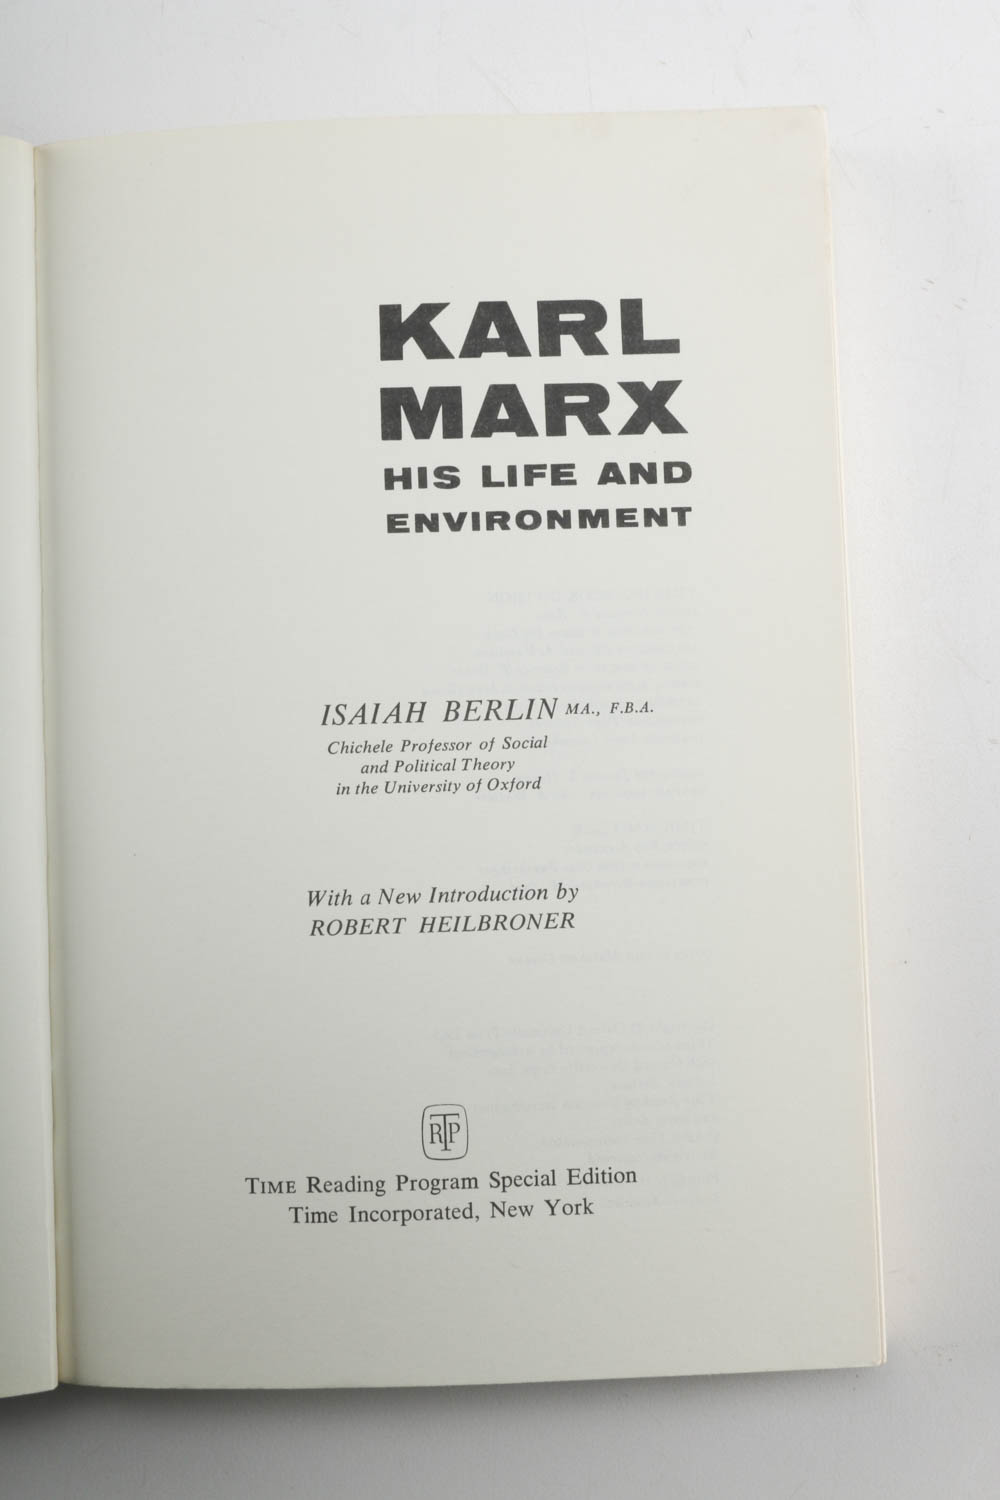 KARL
MARX
HIS LIFE AND
ENVIRONMENT
ISAIAH BERLIN MA., F.B.A.
Chichele Professor of Social
and Political Theory
in the University of Oxford
With a New Introduction by
ROBERT HEILBRONER
RTP
TIME Reading Program Special Edition
Time Incorporated, New York